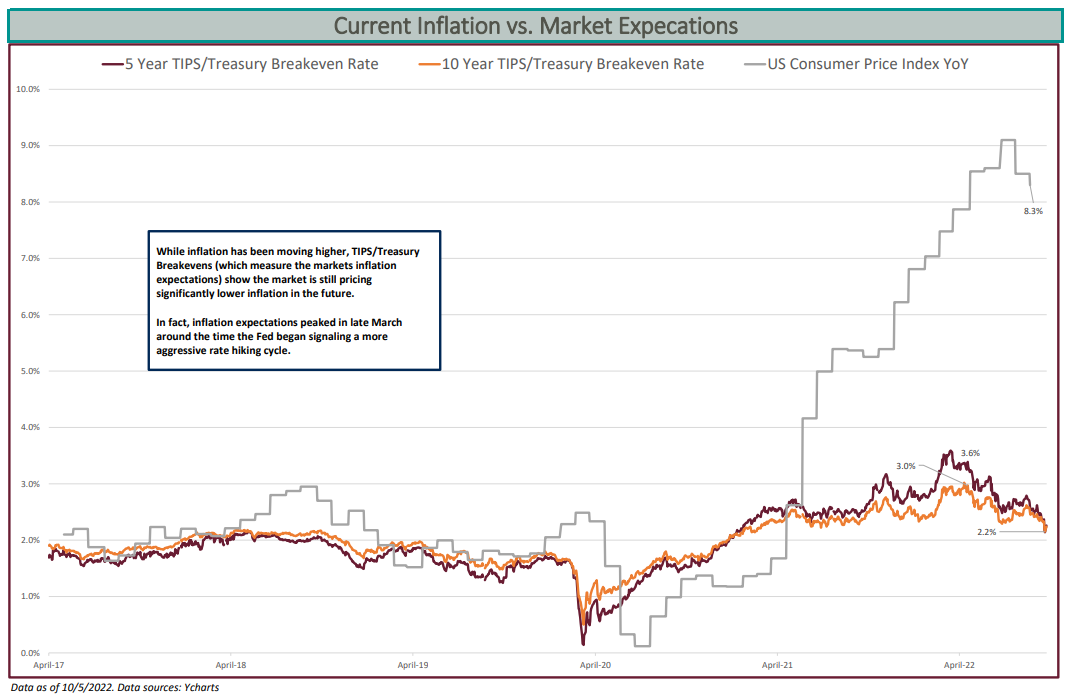 Current Inflation vs. Market Expecations
5 Year TIPS/Treasury Breakeven Rate 10 Year TIPS/Treasury Breakeven Rate US Consumer Price Index YoY
10.0%
9.0%
8.0%
7.0%
6.0%
5.0%
4.0%
3.0%
2.0%
1.0%
0.0%
While inflation has been moving higher, TIPS/Treasury
Breakevens (which measure the markets inflation
expectations) show the market is still pricing
significantly lower inflation in the future.
In fact, inflation expectations peaked in late March
around the time the Fed began signaling a more
aggressive rate hiking cycle.
8.3%
3.6%
3.0%
2.2%
April-17 April-18 April-19 April-20 April-21 April-22
Data as of 10/5/2022. Data sources: Ycharts